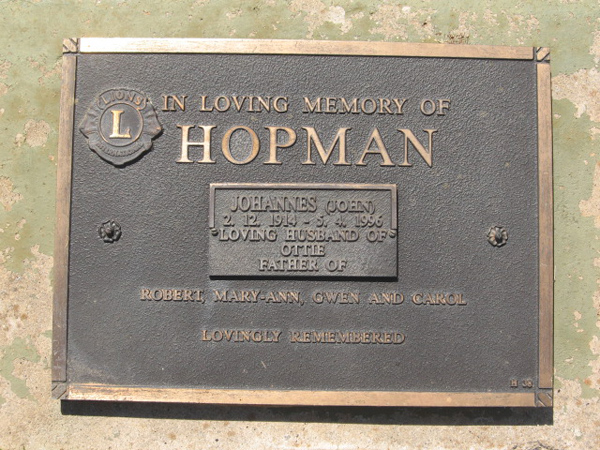 IN LOVING MEMORY OF
HOPMAN
LIONS
L
INTERNATIONAL
JOHANNES (JOHN)
2. 12. 1914 - 5. 4. 1996
LOVING HUSBAND OF
OTTIE
FATHER OF
ROBERT, MARY-ANN, GWEN AND CAROL
LOVINGLY REMEMBERED